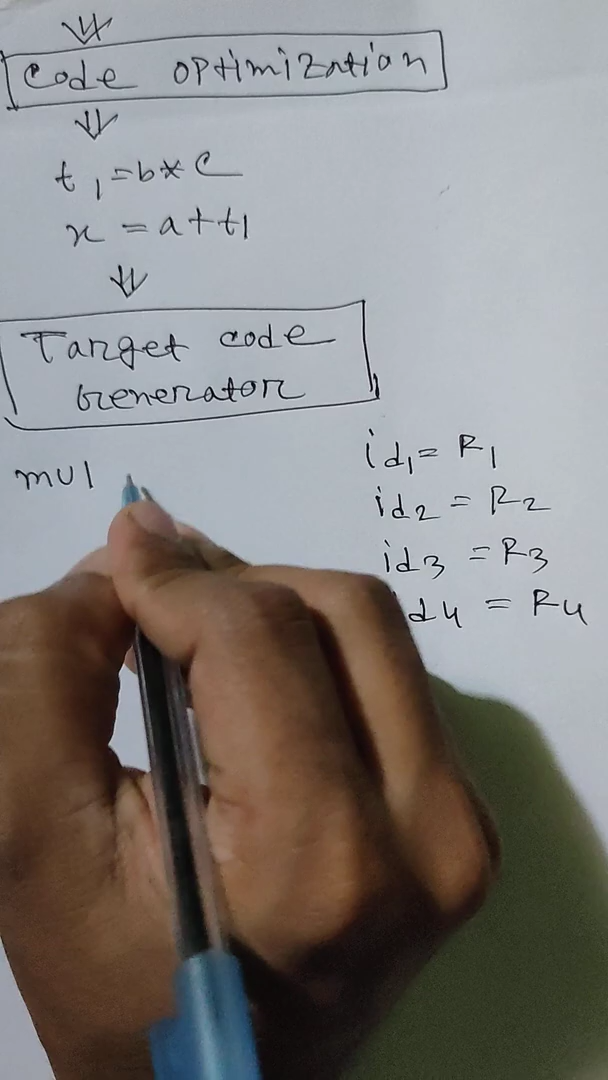 Code optimization
t1 = b * c
x = a + t1
Target code
Generator
mul
id1 = R1
id2 = R2
id3 = R3
id4 = R4